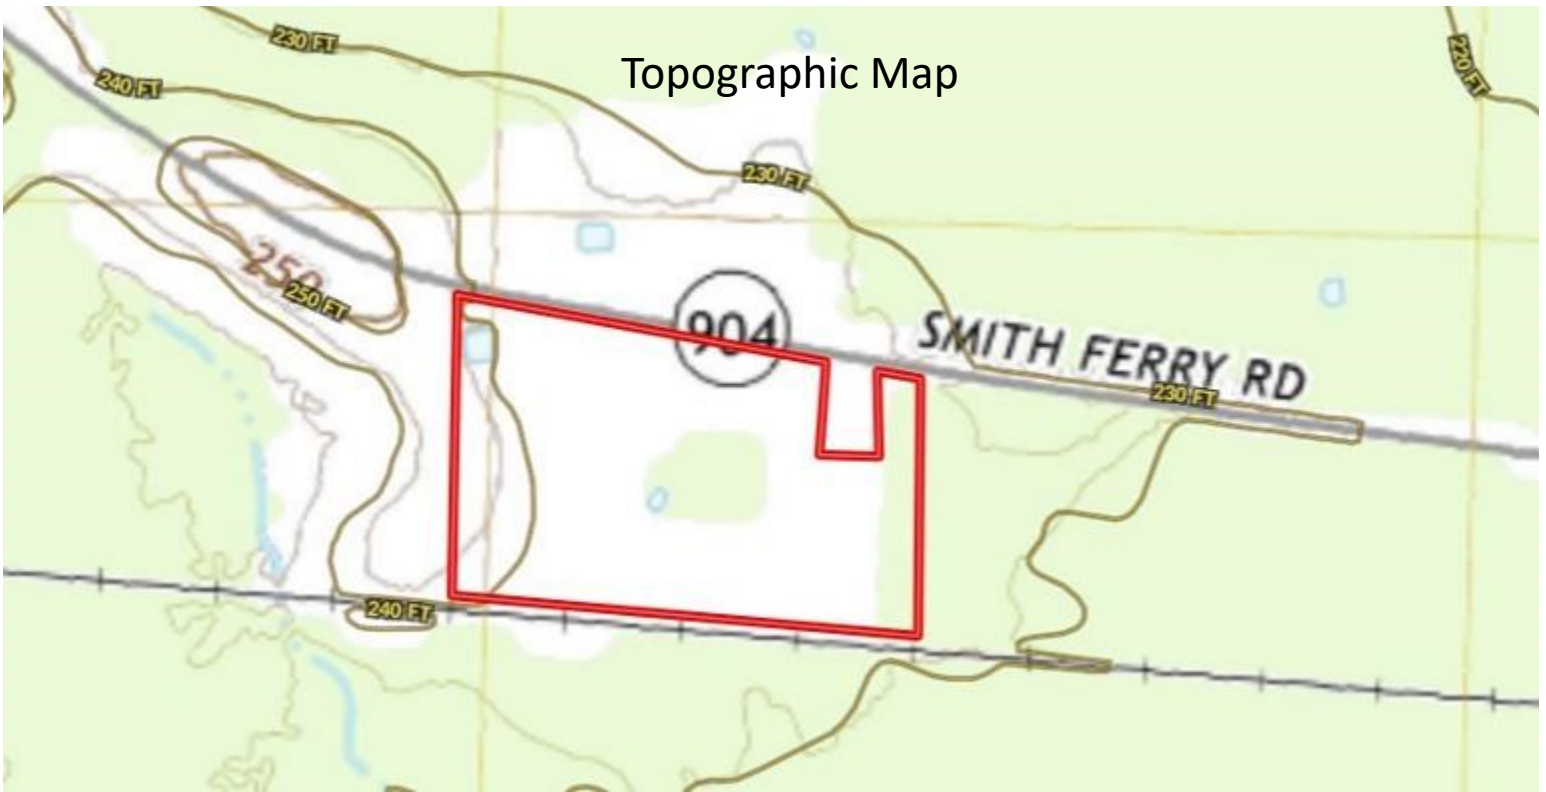 230 FT
220 FT
Topographic Map
240 FT
230 FT
250
250 FT
904
SMITH FERRY RD
230 FT
240 FT